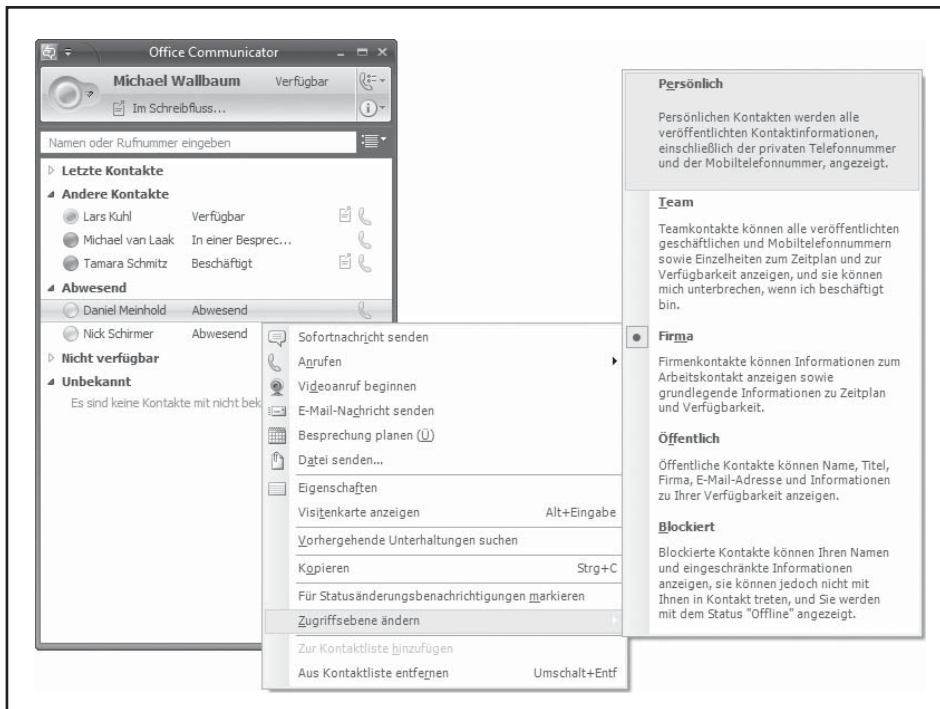 Office Communicator
Michael Wallbaum Verfügbar
Im Schreibfluss...
Namen oder Rufnummer eingeben
Letzte Kontakte
Andere Kontakte
Lars Kuhl Verfügbar
Michael van Laak In einer Besprec...
Tamara Schmitz Beschäftigt
Abwesend
Daniel Meinhold Abwesend
Nick Schirmer Abwesend
Nicht verfügbar
Unbekannt
Es sind keine Kontakte mit nicht bek
Sofortnachricht senden
Anrufen
Videoanruf beginnen
E-Mail-Nachricht senden
Besprechung planen (Ü)
Datei senden...
Eigenschaften
Visitenkarte anzeigen Alt+Eingabe
Vorhergehende Unterhaltungen suchen
Kopieren Strg+C
Für Statusänderungsbenachrichtigungen markieren
Zugriffsebene ändern
Zur Kontaktliste hinzufügen
Aus Kontaktliste entfernen Umschalt+Entf
Persönlich
Persönlichen Kontakten werden alle
veröffentlichten Kontaktinformationen,
einschließlich der privaten Telefonnummer
und der Mobiltelefonnummer, angezeigt.
Team
Teamkontakte können alle veröffentlichten
geschäftlichen und Mobiltelefonnummern
sowie Einzelheiten zum Zeitplan und zur
Verfügbarkeit anzeigen, und sie können
mich unterbrechen, wenn ich beschäftigt
bin.
Firma
Firmenkontakte können Informationen zum
Arbeitskontakt anzeigen sowie
grundlegende Informationen zu Zeitplan
und Verfügbarkeit.
Öffentlich
Öffentliche Kontakte können Name, Titel,
Firma, E-Mail-Adresse und Informationen
zu Ihrer Verfügbarkeit anzeigen.
Blockiert
Blockierte Kontakte können Ihren Namen
und eingeschränkte Informationen
anzeigen, sie können jedoch nicht mit
Ihnen in Kontakt treten, und Sie werden
mit dem Status "Offline" angezeigt.